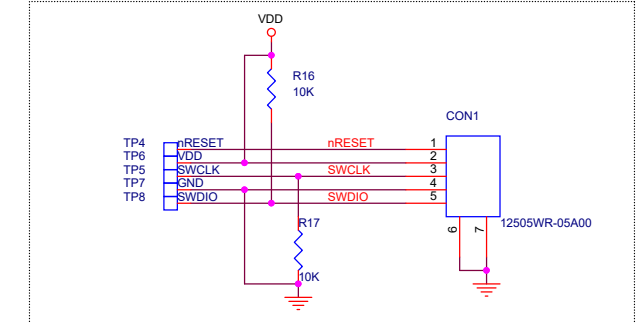 VDD
R16
10K
CON1
TP4 nRESET nRESET 1
TP6 VDD 2
TP5 SWCLK SWCLK 3
TP7 GND 4
TP8 SWDIO SWDIO 5
R17
12505WR-05A00
6 7
10K